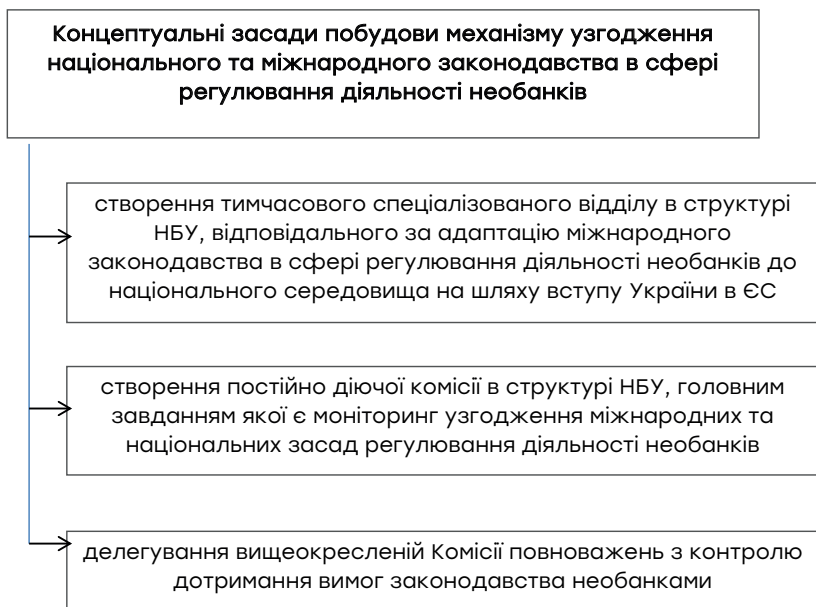 Концептуальні засади побудови механізму узгодження
національного та міжнародного законодавства в сфері
регулювання діяльності необанків
створення тимчасового спеціалізованого відділу в структурі
НБУ, відповідального за адаптацію міжнародного
законодавства в сфері регулювання діяльності необанків до
національного середовища на шляху вступу України в ЄС
створення постійно діючої комісії в структурі НБУ, головним
завданням якої є моніторинг узгодження міжнародних та
національних засад регулювання діяльності необанків
делегування вищеокресленій Комісії повноважень з контролю
дотримання вимог законодавства необанками